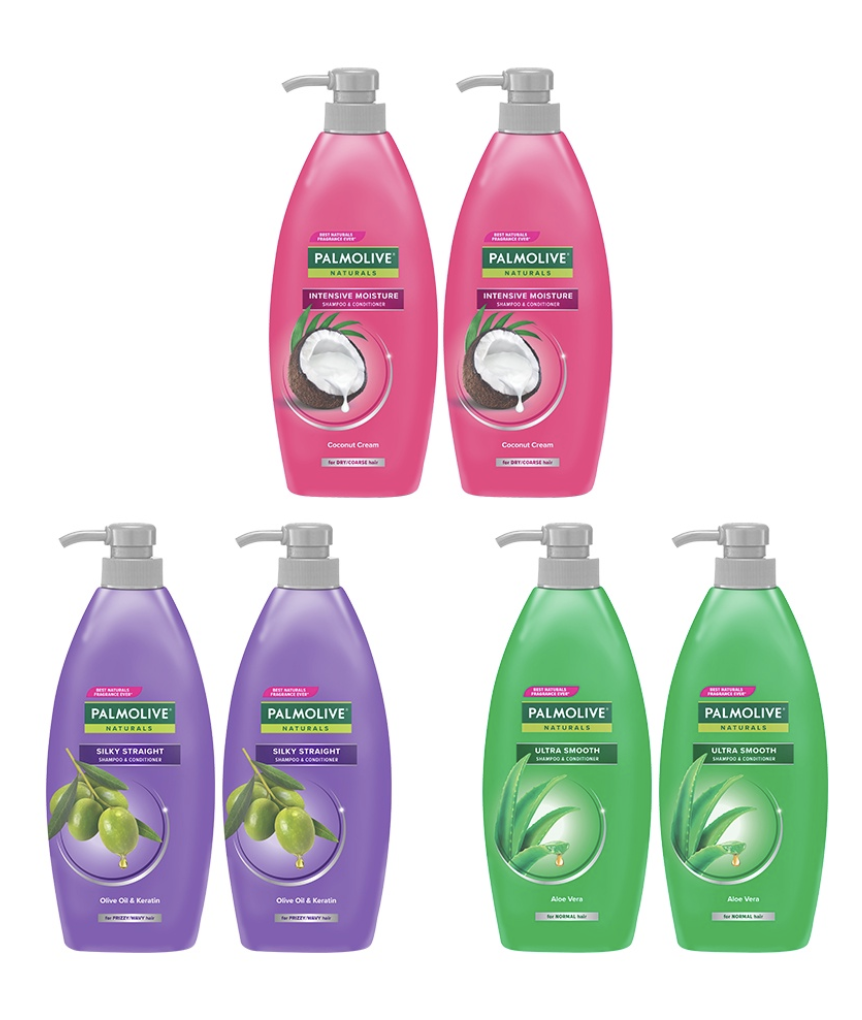 BEST NATURALS
FRAGRANCE EVER*
PALMOLIVE®
NATURALS
INTENSIVE MOISTURE
SHAMPOO & CONDITIONER
Coconut Cream
for DRY/COARSE hair
BEST NATURALS
FRAGRANCE EVER*
PALMOLIVE®
NATURALS
INTENSIVE MOISTURE
SHAMPOO & CONDITIONER
Coconut Cream
for DRY/COARSE hair
BEST NATURALS
FRAGRANCE EVER*
PALMOLIVE®
NATURALS
SILKY STRAIGHT
SHAMPOO & CONDITIONER
Olive Oil & Keratin
for FRIZZY/WAVY hair
BEST NATURALS
FRAGRANCE EVER*
PALMOLIVE®
NATURALS
SILKY STRAIGHT
SHAMPOO & CONDITIONER
Olive Oil & Keratin
for FRIZZY/WAVY hair
BEST NATURALS
FRAGRANCE EVER*
PALMOLIVE®
NATURALS
ULTRA SMOOTH
SHAMPOO & CONDITIONER
Aloe Vera
for NORMAL hair
BEST NATURALS
FRAGRANCE EVER*
PALMOLIVE®
NATURALS
ULTRA SMOOTH
SHAMPOO & CONDITIONER
Aloe Vera
for NORMAL hair